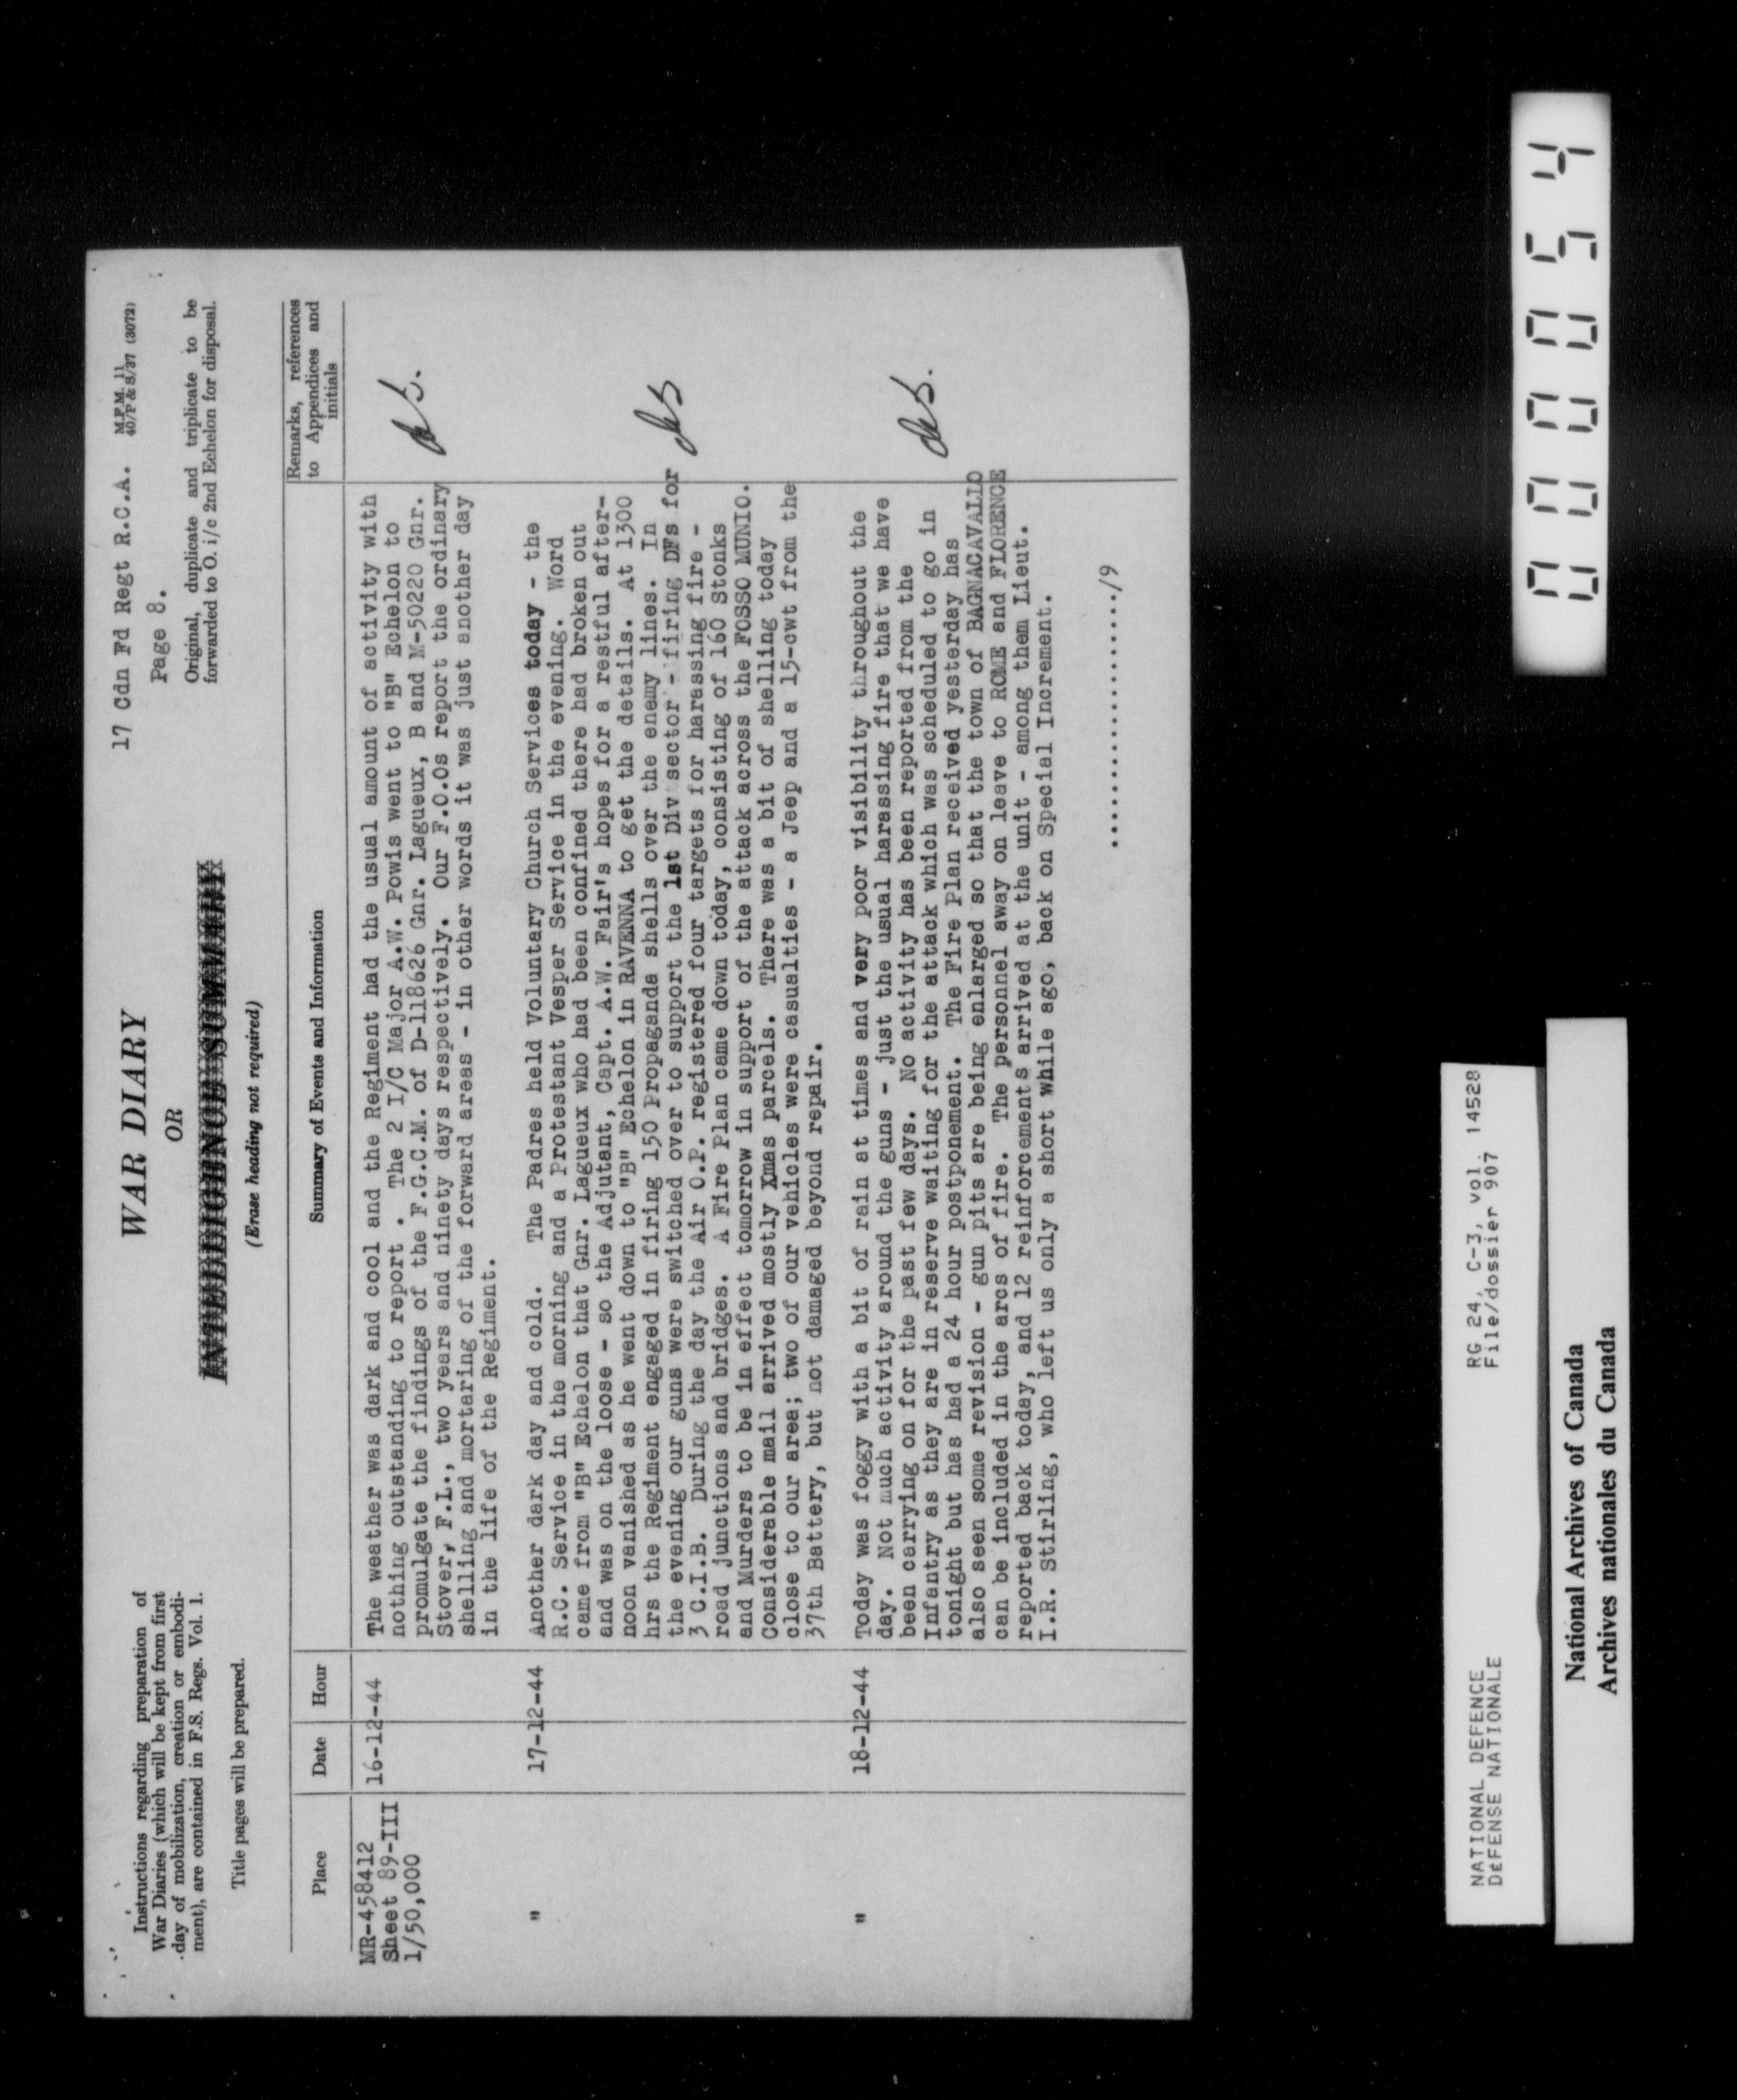 Instructions regarding preparation of
War Diaries (which will be kept from first
day of mobilization, creation or embodi-
ment), are contained in F.S. Regs. Vol. 1.
Title pages will be prepared.
WAR DIARY
OR
INTELLIGENCE SUMMARY
(Erase heading not required)
17 Cdn Fd Regt R.C.A.
M.F.M. 11
40/P & S/37 (3072)
Page 8.
Original, duplicate and triplicate to be
forwarded to O. i/c 2nd Echelon for disposal.
Place
Date
Hour
Summary of Events and Information
Remarks, references
to Appendices and
initials
MR-458412
Sheet 89-III
1/50,000
16-12-44
The weather was dark and cool and the Regiment had the usual amount of activity with
nothing outstanding to report . The 2 I/C Major A.W. Powis went to "B" Echelon to
promulgate the findings of the F.G.C.M. of D-118626 Gnr. Lagueux, B and M-50220 Gnr.
Stover, F.L., two years and ninety days respectively. Our F.O.Os report the ordinary
shelling and mortaring of the forward areas - in other words it was just another day
in the life of the Regiment.
"
17-12-44
Another dark day and cold. The Padres held Voluntary Church Services today - the
R.C. Service in the morning and a Protestant Vesper Service in the evening. Word
came from "B" Echelon that Gnr. Lagueux who had been confined there had broken out
and was on the loose - so the Adjutant, Capt. A.W. Fair's hopes for a restful after-
noon vanished as he went down to "B" Echelon in RAVENNA to get the details. At 1300
hrs the Regiment engaged in firing 150 Propaganda shells over the enemy lines. In
the evening our guns were switched over to support the 1st Div sector - firing DFs for
3 C.I.B. During the day the Air O.P. registered four targets for harassing fire -
road junctions and bridges. A Fire Plan came down today, consisting of 160 Stonks
and Murders to be in effect tomorrow in support of the attack across the FOSSO MUNIO.
Considerable mail arrived mostly Xmas parcels. There was a bit of shelling today
close to our area; two of our vehicles were casualties - a Jeep and a 15-cwt from the
37th Battery, but not damaged beyond repair.
"
18-12-44
Today was foggy with a bit of rain at times and very poor visibility throughout the
day. Not much activity around the guns - just the usual harassing fire that we have
been carrying on for the past few days. No activity has been reported from the
Infantry as they are in reserve waiting for the attack which was scheduled to go in
tonight but has had a 24 hour postponement. The Fire Plan received yesterday has
also seen some revision - gun pits are being enlarged so that the town of BAGNACAVALLO
can be included in the arcs of fire. The personnel away on leave to ROME and FLORENCE
reported back today, and 12 reinforcements arrived at the unit - among them Lieut.
I.R. Stirling, who left us only a short while ago, back on Special Increment.
............................/9
NATIONAL DEFENCE
DéFENSE NATIONALE
RG 24, C-3, vol. 14528
File/dossier 907
National Archives of Canada
Archives nationales du Canada
000054